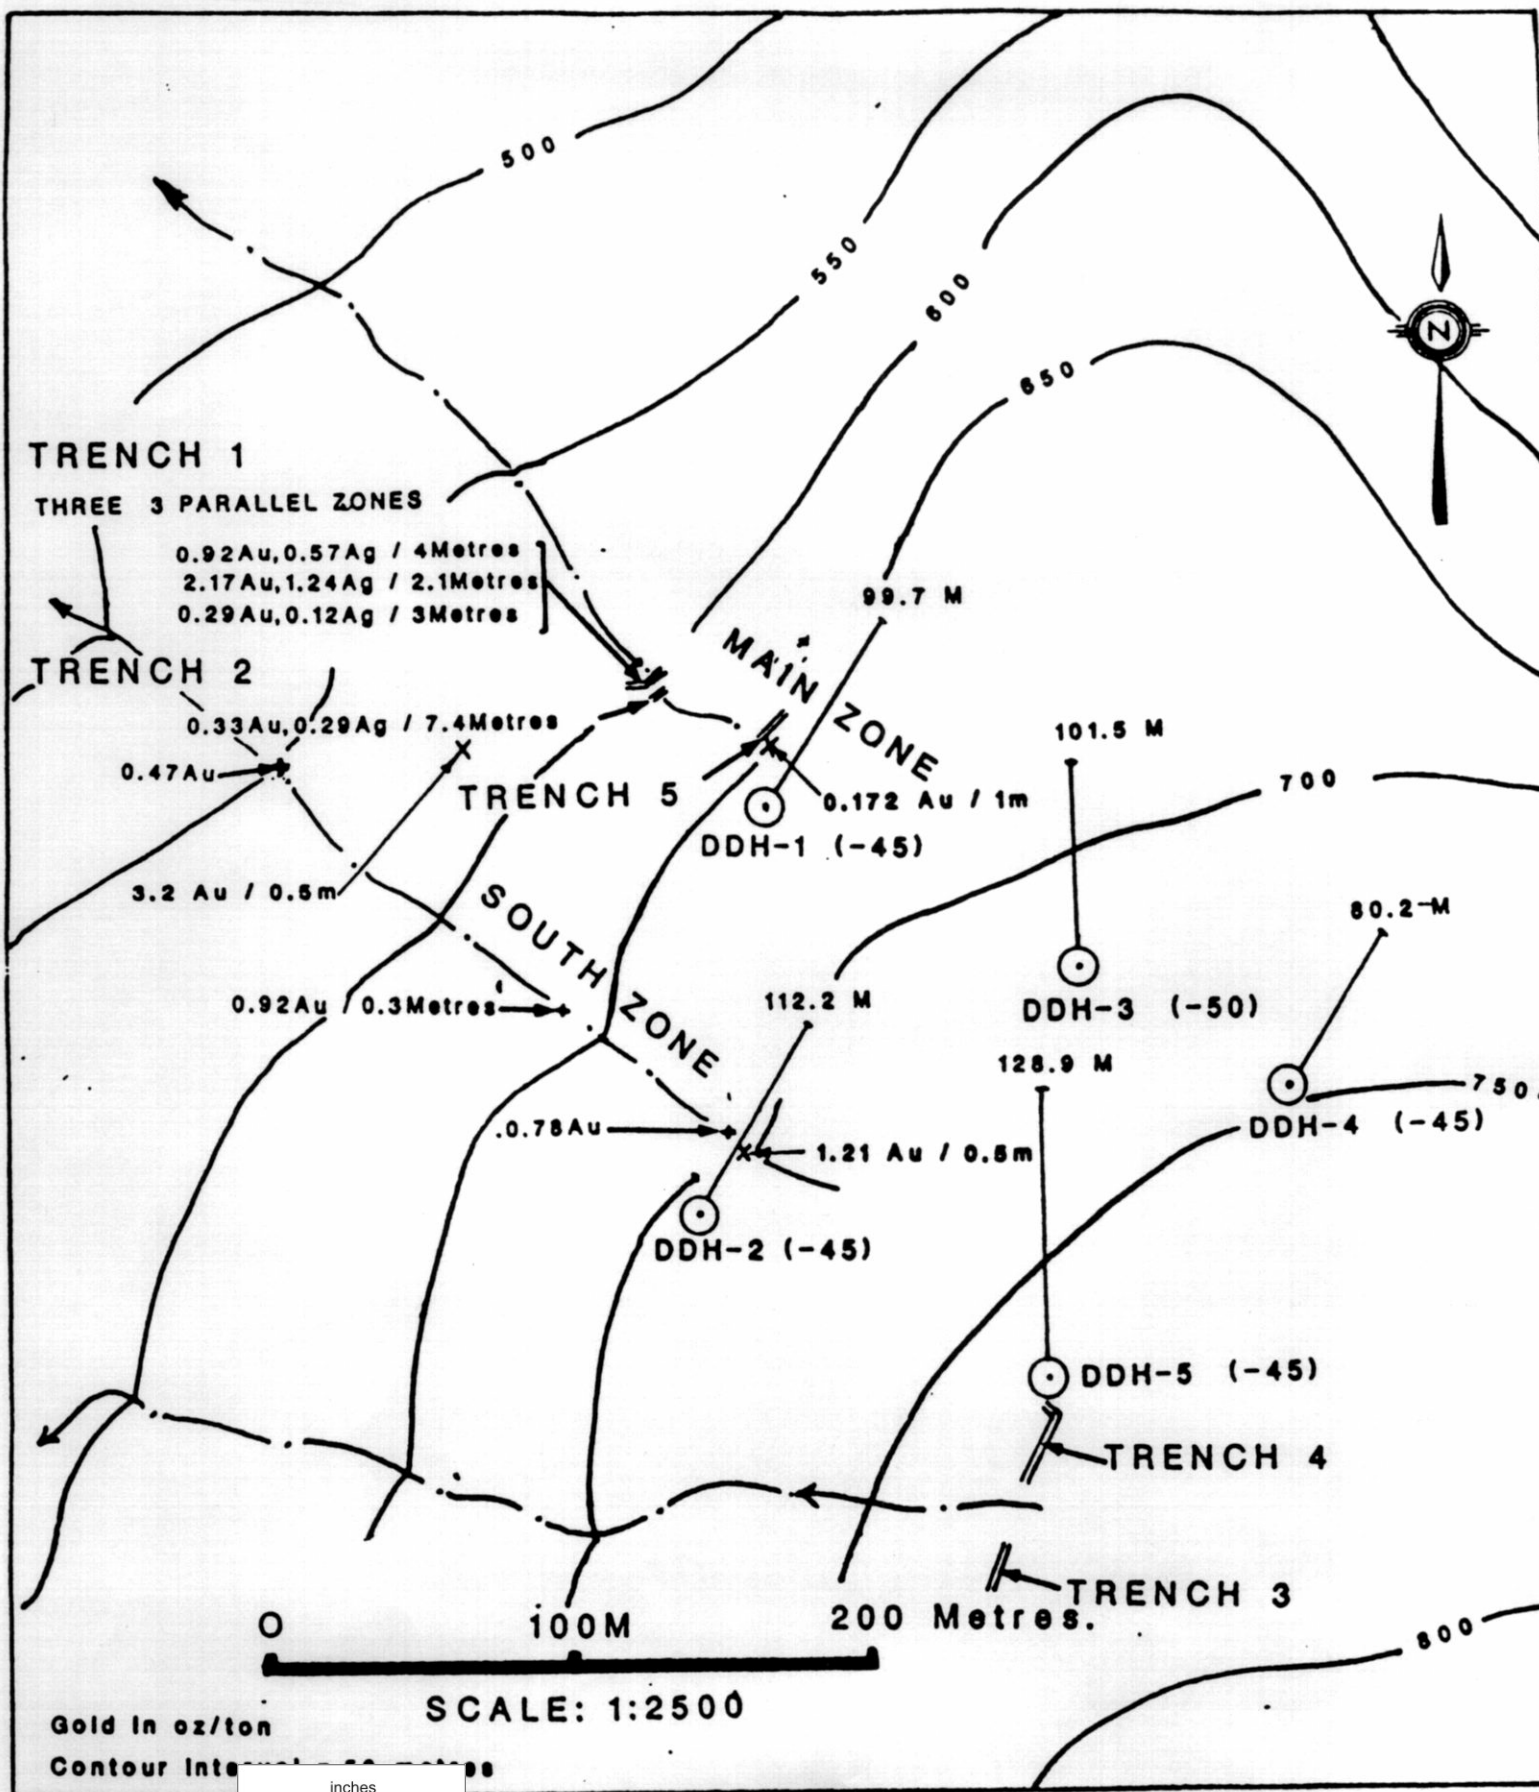 500
550
600
650
N
TRENCH 1
THREE 3 PARALLEL ZONES
0.92Au,0.57Ag / 4Metres
2.17Au,1.24Ag / 2.1Metres
0.29Au,0.12Ag / 3Metres
99.7 M
MAIN ZONE
TRENCH 2
0.33Au,0.29Ag / 7.4Metres
101.5 M
0.47Au
TRENCH 5
0.172 Au / 1m
700
DDH-1 (-45)
3.2 Au / 0.5m
SOUTH ZONE
80.2 M
0.92Au / 0.3Metres
112.2 M
DDH-3 (-50)
128.9 M
750
.0.78Au
DDH-4 (-45)
1.21 Au / 0.5m
DDH-2 (-45)
DDH-5 (-45)
TRENCH 4
TRENCH 3
0 100M 200 Metres.
800
SCALE: 1:2500
Gold in oz/ton
Contour
inches